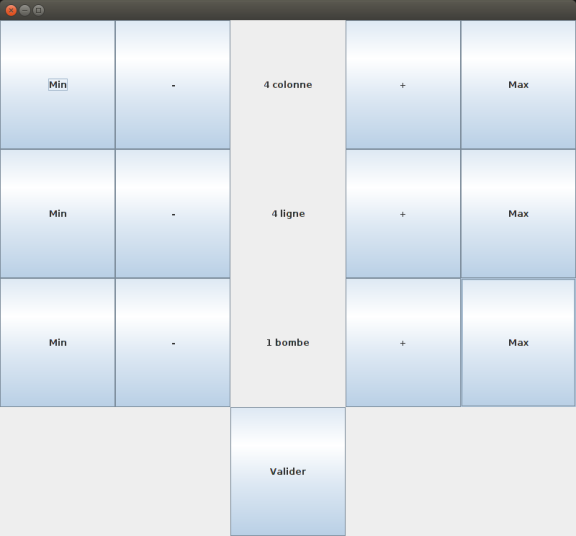 Min - 4 colonne + Max
Min - 4 ligne + Max
Min - 1 bombe + Max
Valider